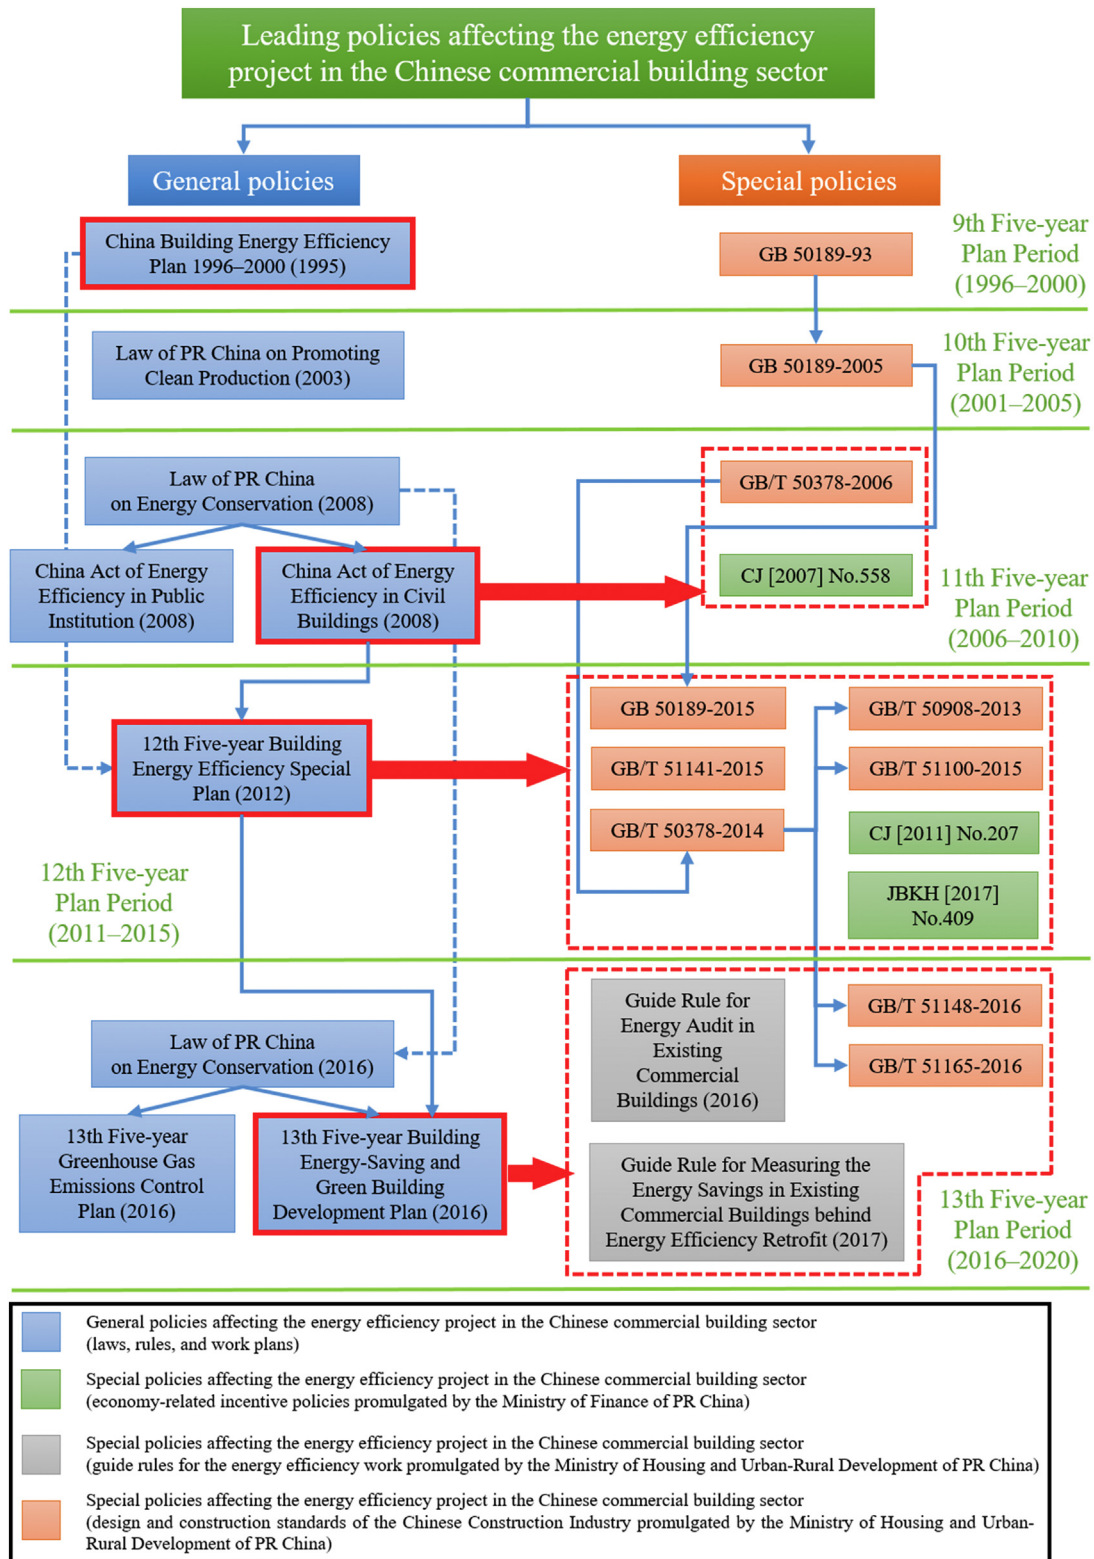 Leading policies affecting the energy efficiency
project in the Chinese commercial building sector
General policies
Special policies
China Building Energy Efficiency
Plan 1996–2000 (1995)
GB 50189-93
9th Five-year
Plan Period
(1996–2000)
Law of PR China on Promoting
Clean Production (2003)
GB 50189-2005
10th Five-year
Plan Period
(2001–2005)
Law of PR China
on Energy Conservation (2008)
GB/T 50378-2006
China Act of Energy
Efficiency in Public
Institution (2008)
China Act of Energy
Efficiency in Civil
Buildings (2008)
CJ [2007] No.558
11th Five-year
Plan Period
(2006–2010)
12th Five-year Building
Energy Efficiency Special
Plan (2012)
GB 50189-2015
GB/T 51141-2015
GB/T 50378-2014
GB/T 50908-2013
GB/T 51100-2015
CJ [2011] No.207
JBKH [2017]
No.409
12th Five-year
Plan Period
(2011–2015)
Law of PR China
on Energy Conservation (2016)
13th Five-year
Greenhouse Gas
Emissions Control
Plan (2016)
13th Five-year Building
Energy-Saving and
Green Building
Development Plan (2016)
Guide Rule for
Energy Audit in
Existing
Commercial
Buildings (2016)
GB/T 51148-2016
GB/T 51165-2016
Guide Rule for Measuring the
Energy Savings in Existing
Commercial Buildings behind
Energy Efficiency Retrofit (2017)
13th Five-year
Plan Period
(2016–2020)
General policies affecting the energy efficiency project in the Chinese commercial building sector
(laws, rules, and work plans)
Special policies affecting the energy efficiency project in the Chinese commercial building sector
(economy-related incentive policies promulgated by the Ministry of Finance of PR China)
Special policies affecting the energy efficiency project in the Chinese commercial building sector
(guide rules for the energy efficiency work promulgated by the Ministry of Housing and Urban-Rural Development of PR China)
Special policies affecting the energy efficiency project in the Chinese commercial building sector
(design and construction standards of the Chinese Construction Industry promulgated by the Ministry of Housing and Urban-
Rural Development of PR China)